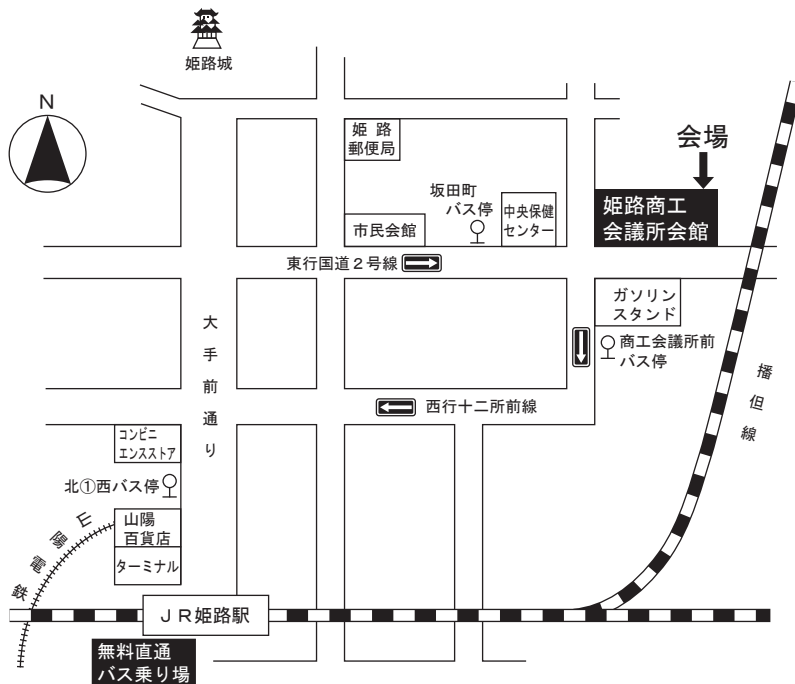 姫路城
N
姫路
郵便局
会場
坂田町
バス停
中央保健
センター
姫路商工
会議所会館
市民会館
東行国道２号線
ガソリン
スタンド
大手前通り
商工会議所前
バス停
播但線
西行十二所前線
コンビニ
エンスストア
北①西バス停
山陽
百貨店
山陽電鉄
ターミナル
ＪＲ姫路駅
無料直通
バス乗り場